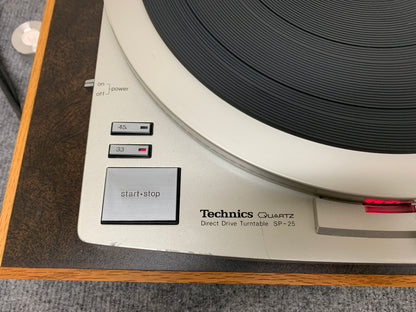 on
off
power
45
33
start•stop
Technics QUARTZ
Direct Drive Turntable SP-25